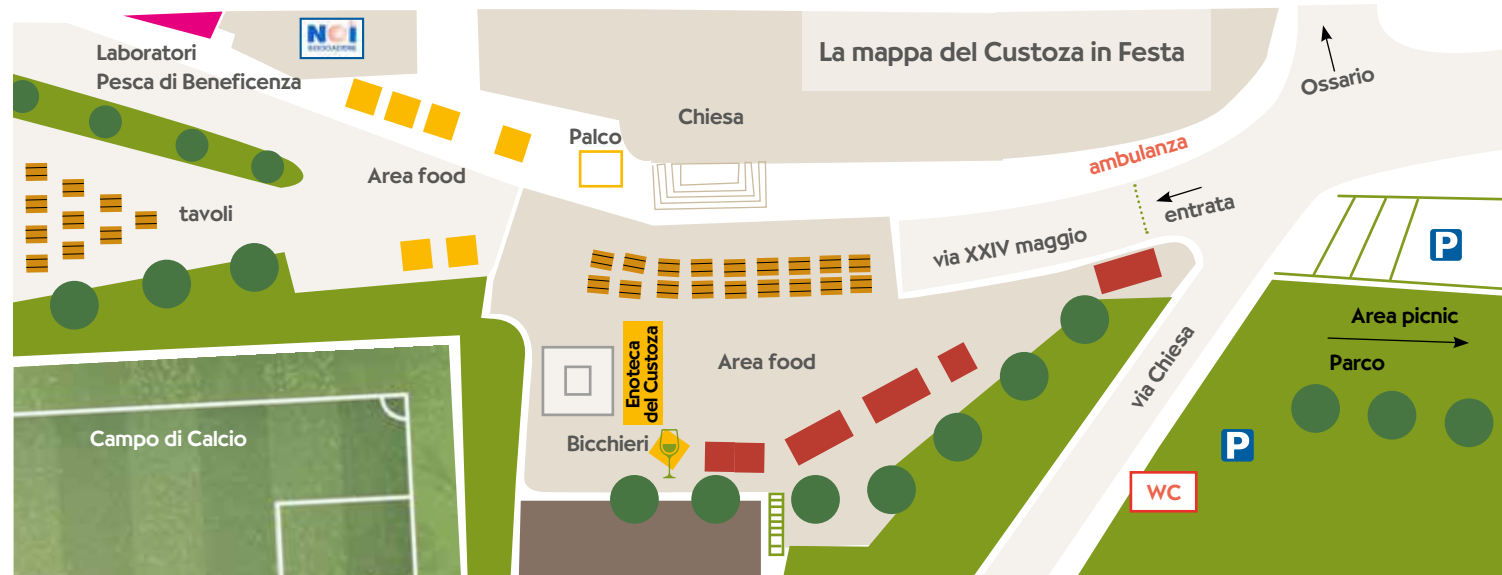 NOI
ASSOCIAZIONE
La mappa del Custoza in Festa
Laboratori
Pesca di Beneficenza
Ossario
Chiesa
Palco
ambulanza
Area food
entrata
tavoli
via XXIV maggio
P
Area picnic
Parco
via Chiesa
Enoteca
del Custoza
Area food
Campo di Calcio
Bicchieri
P
WC